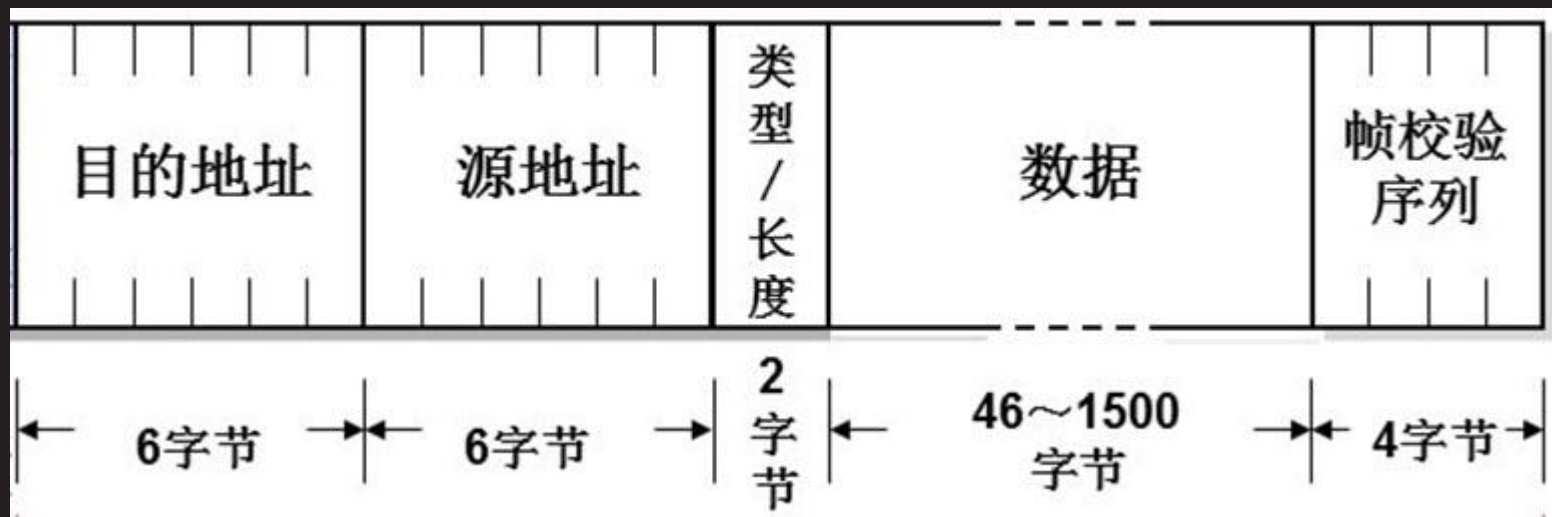 目的地址
源地址
类型/长度
数据
帧校验
序列
6字节
6字节
2字节
46～1500
字节
4字节